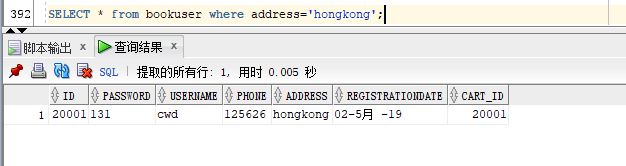 392 SELECT * from bookuser where address='hongkong';
脚本输出 × 查询结果 ×
SQL | 提取的所有行: 1, 用时 0.005 秒
ID PASSWORD USERNAME PHONE ADDRESS REGISTRATIONDATE CART_ID
1 20001 131 cwd 125626 hongkong 02-5月 -19 20001